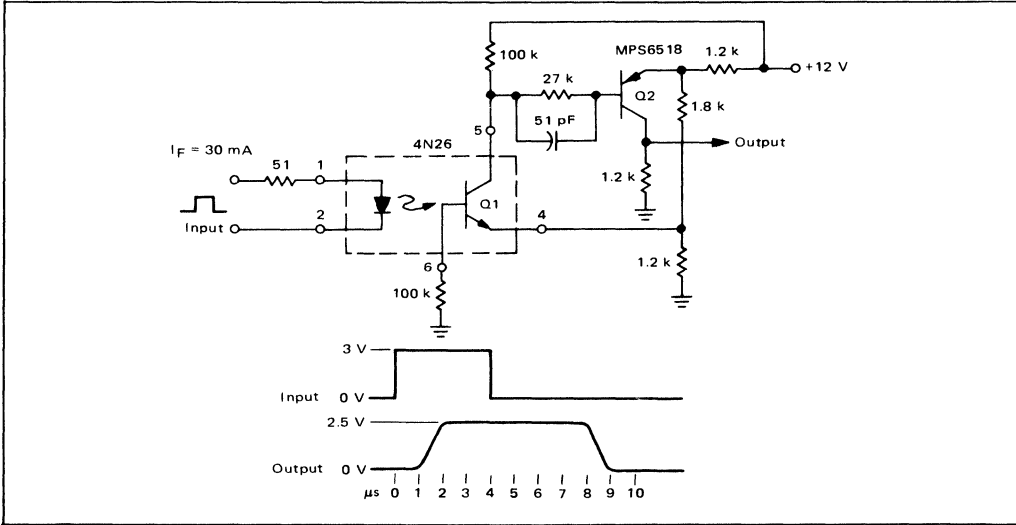 MPS6518
1.2 k
+12 V
100 k
27 k
Q2
1.8 k
51 pF
5
Output
4N26
I_F = 30 mA
51
1
1.2 k
Q1
2
4
Input
6
1.2 k
100 k
3 V
Input 0 V
2.5 V
Output 0 V
μs 0 1 2 3 4 5 6 7 8 9 10